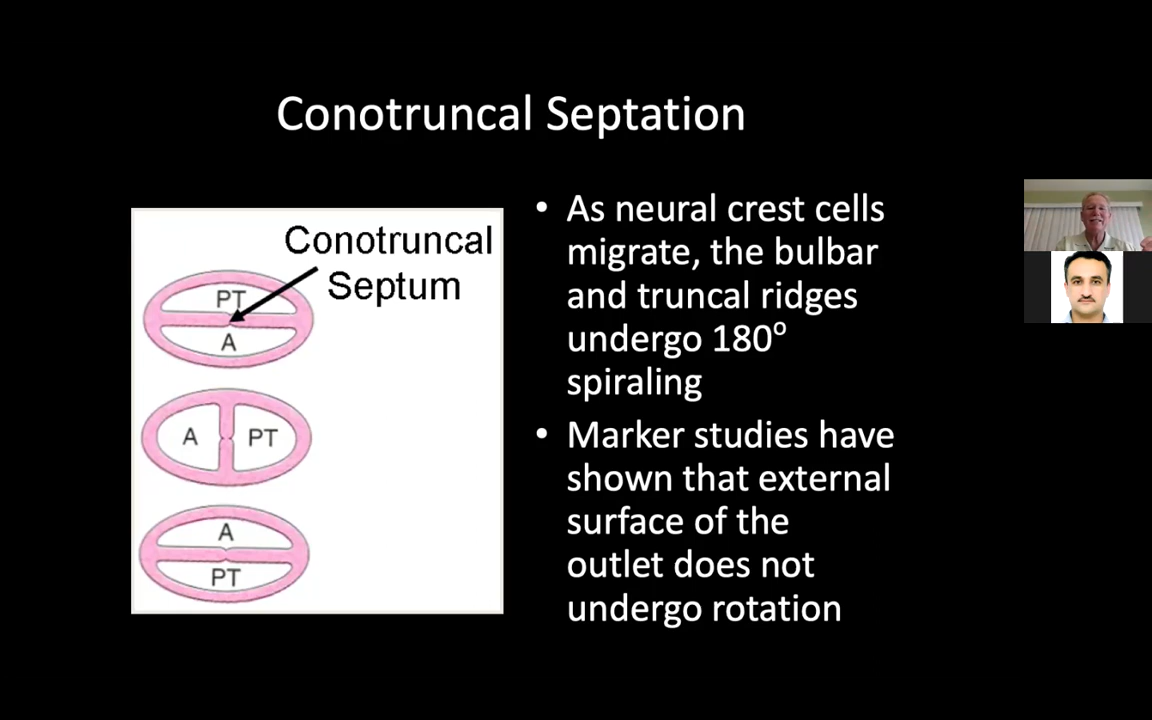 Conotruncal Septation
Conotruncal
Septum
PT
A
A PT
A
PT
• As neural crest cells
migrate, the bulbar
and truncal ridges
undergo 180º
spiraling
• Marker studies have
shown that external
surface of the
outlet does not
undergo rotation